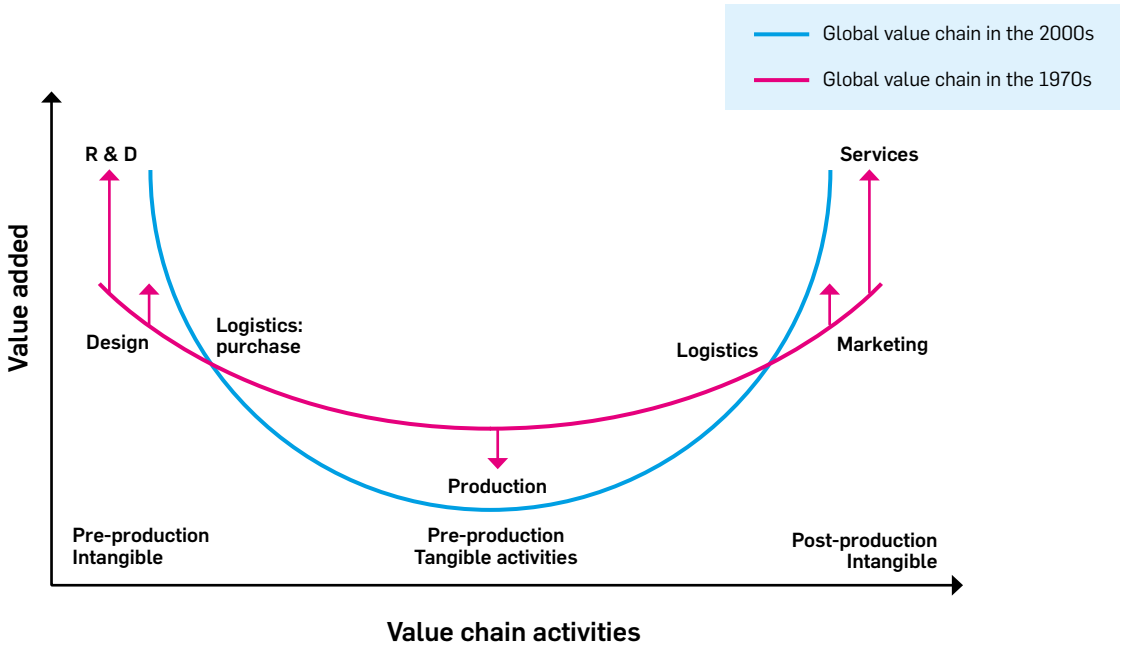 Global value chain in the 2000s
Global value chain in the 1970s
R & D
Services
Value added
Design
Logistics:
purchase
Logistics
Marketing
Production
Pre-production
Intangible
Pre-production
Tangible activities
Post-production
Intangible
Value chain activities